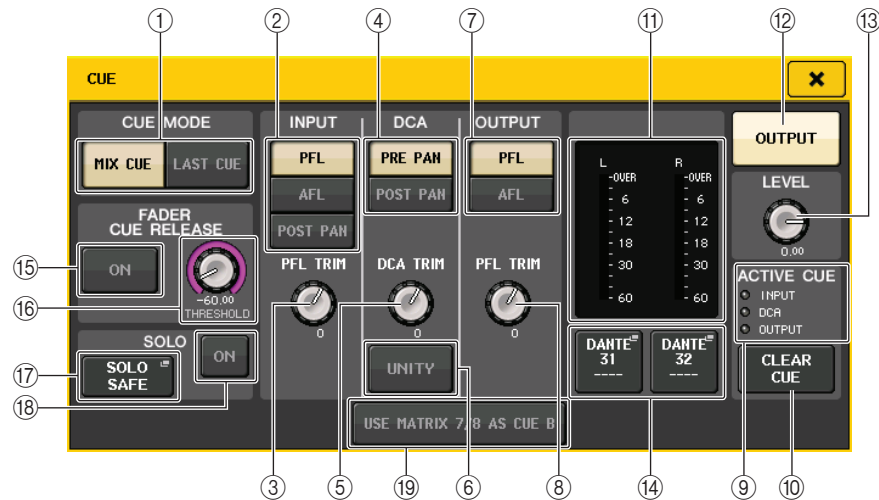 ① ② ④ ⑦ ⑪ ⑫ ⑬
CUE
×
CUE MODE
MIX CUE
LAST CUE
FADER
CUE RELEASE
ON
-60.00
THRESHOLD
SOLO
SOLO
SAFE
ON
INPUT
PFL
AFL
POST PAN
PFL TRIM
0
DCA
PRE PAN
POST PAN
DCA TRIM
0
UNITY
OUTPUT
PFL
AFL
PFL TRIM
0
USE MATRIX 7/8 AS CUE B
L R
OVER OVER
6 6
12 12
18 18
30 30
60 60
DANTE
31
----
DANTE
32
----
OUTPUT
LEVEL
0.00
ACTIVE CUE
INPUT
DCA
OUTPUT
CLEAR
CUE
⑮
⑯
⑰
⑱
③ ⑤ ⑲ ⑥ ⑧ ⑭ ⑨ ⑩